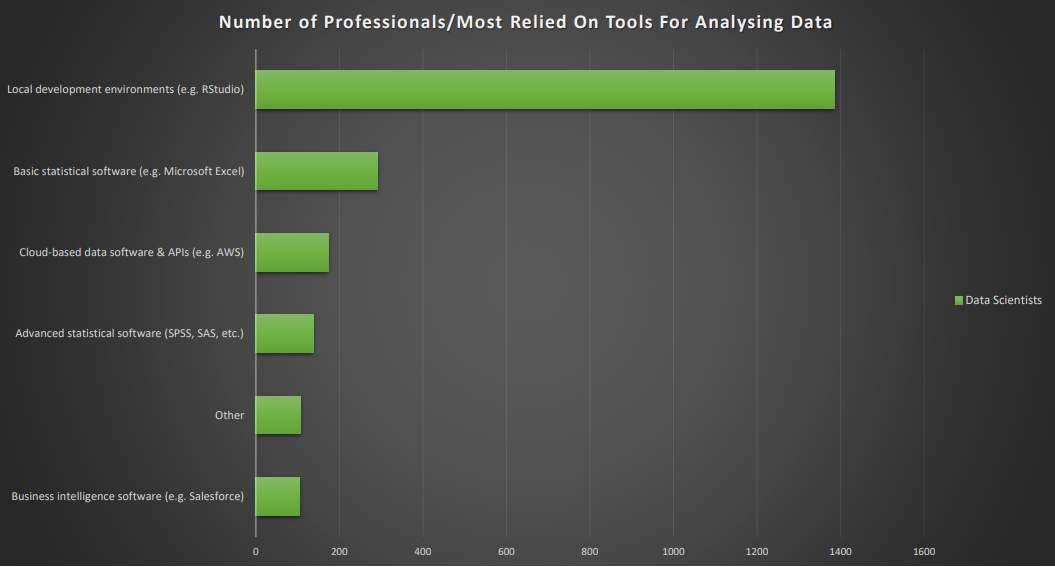 Number of Professionals/Most Relied On Tools For Analysing Data
Local development environments (e.g. RStudio)
Basic statistical software (e.g. Microsoft Excel)
Cloud-based data software & APIs (e.g. AWS)
Advanced statistical software (SPSS, SAS, etc.)
Other
Business intelligence software (e.g. Salesforce)
0 200 400 600 800 1000 1200 1400 1600
Data Scientists